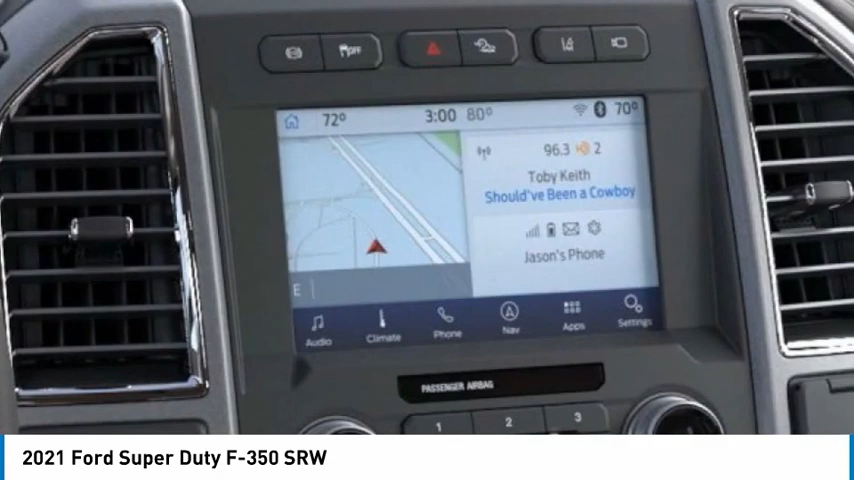 OFF
72° 3:00 80° 70°
96.3 2
Toby Keith
Should've Been a Cowboy
Jason's Phone
E
Audio Climate Phone Nav Apps Settings
PASSENGER AIRBAG
1 2 3
2021 Ford Super Duty F-350 SRW